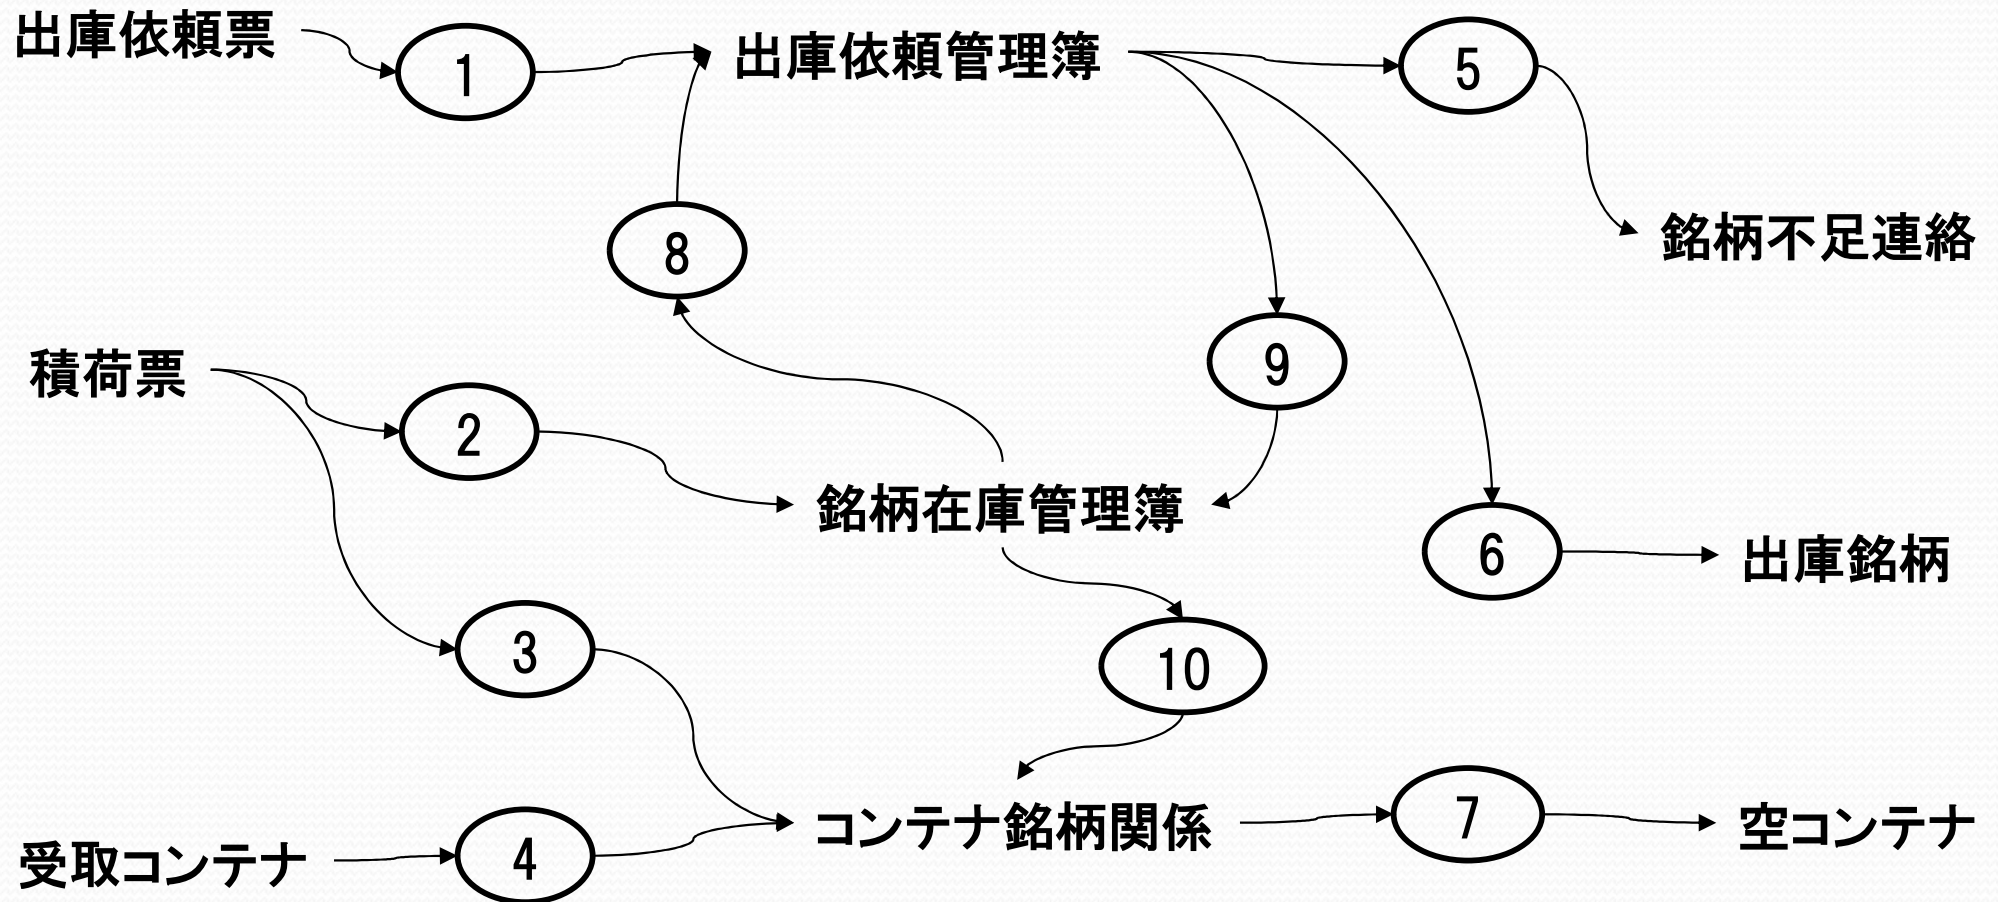 出庫依頼票
1
出庫依頼管理簿
5
銘柄不足連絡
8
9
積荷票
2
銘柄在庫管理簿
6
出庫銘柄
3
10
コンテナ銘柄関係
7
空コンテナ
受取コンテナ
4